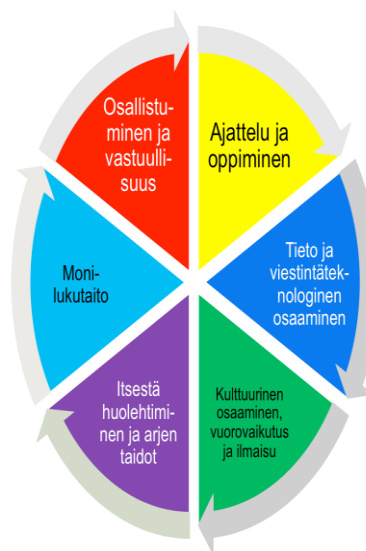 Osallistu-
minen ja
vastuulli-
suus
Ajattelu ja
oppiminen
Tieto ja
viestintätek-
nologinen
osaaminen
Kulttuurinen
osaaminen,
vuorovaikutus
ja ilmaisu
Itsestä
huolehtimi-
nen ja arjen
taidot
Moni-
lukutaito